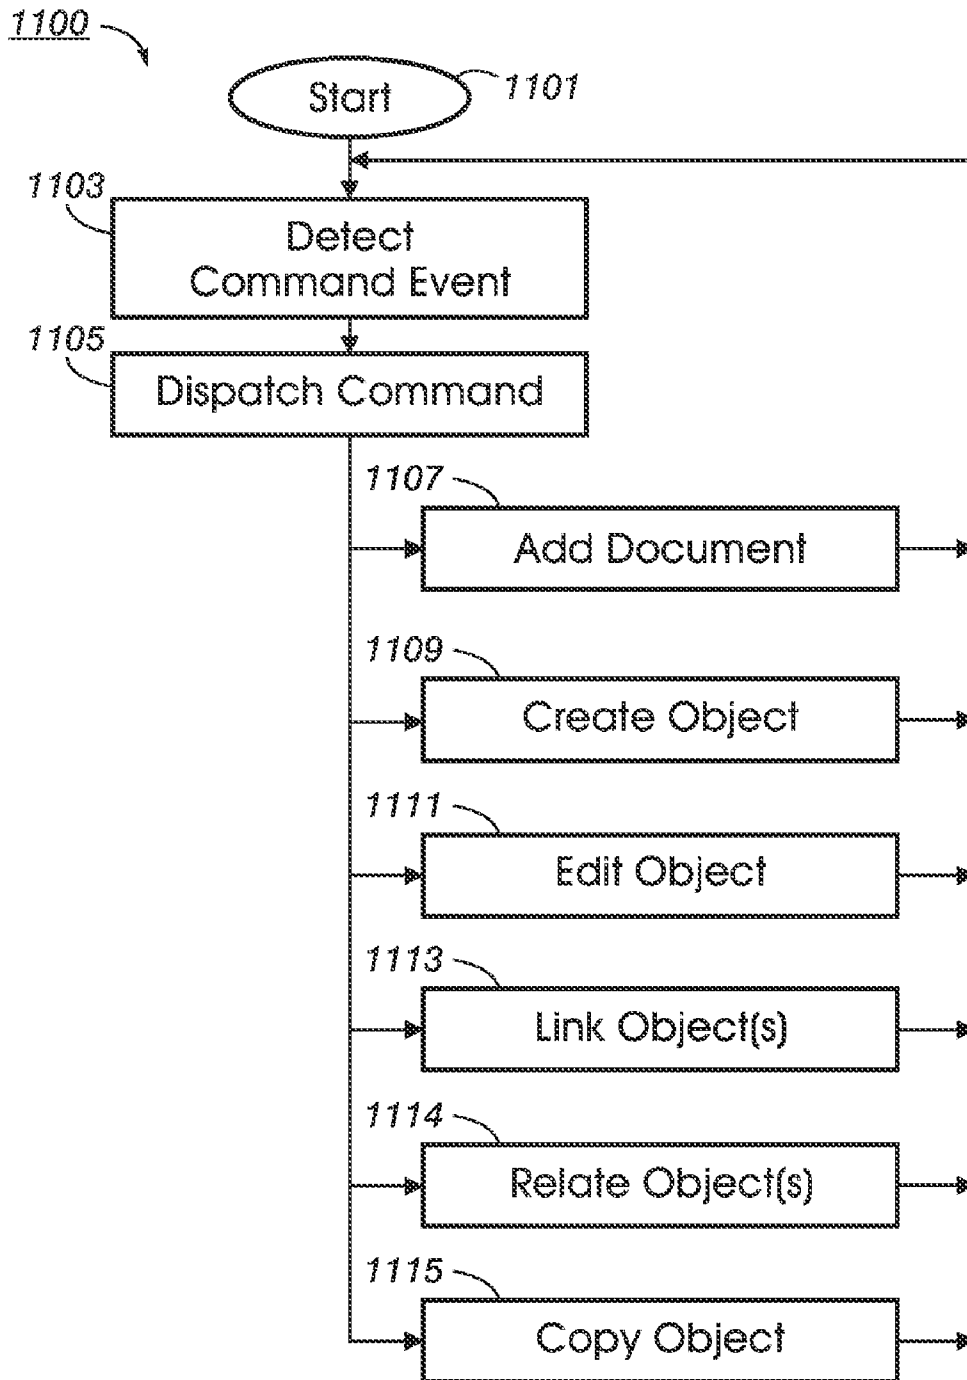 1100
Start
1101
1103
Detect
Command Event
1105
Dispatch Command
1107
Add Document
1109
Create Object
1111
Edit Object
1113
Link Object(s)
1114
Relate Object(s)
1115
Copy Object